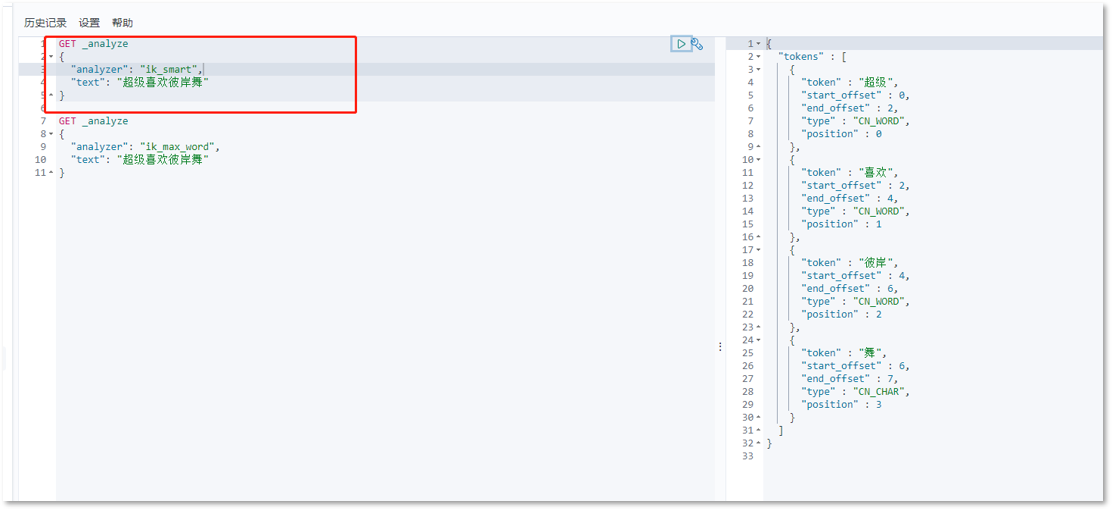 历史记录 设置 帮助
1 GET _analyze
2 {
3 "analyzer": "ik_smart",
4 "text": "超级喜欢彼岸舞"
5 }
6
7 GET _analyze
8 {
9 "analyzer": "ik_max_word",
10 "text": "超级喜欢彼岸舞"
11 }
1 {
2 "tokens" : [
3 {
4 "token" : "超级",
5 "start_offset" : 0,
6 "end_offset" : 2,
7 "type" : "CN_WORD",
8 "position" : 0
9 },
10 {
11 "token" : "喜欢",
12 "start_offset" : 2,
13 "end_offset" : 4,
14 "type" : "CN_WORD",
15 "position" : 1
16 },
17 {
18 "token" : "彼岸",
19 "start_offset" : 4,
20 "end_offset" : 6,
21 "type" : "CN_WORD",
22 "position" : 2
23 },
24 {
25 "token" : "舞",
26 "start_offset" : 6,
27 "end_offset" : 7,
28 "type" : "CN_CHAR",
29 "position" : 3
30 }
31 ]
32 }
33